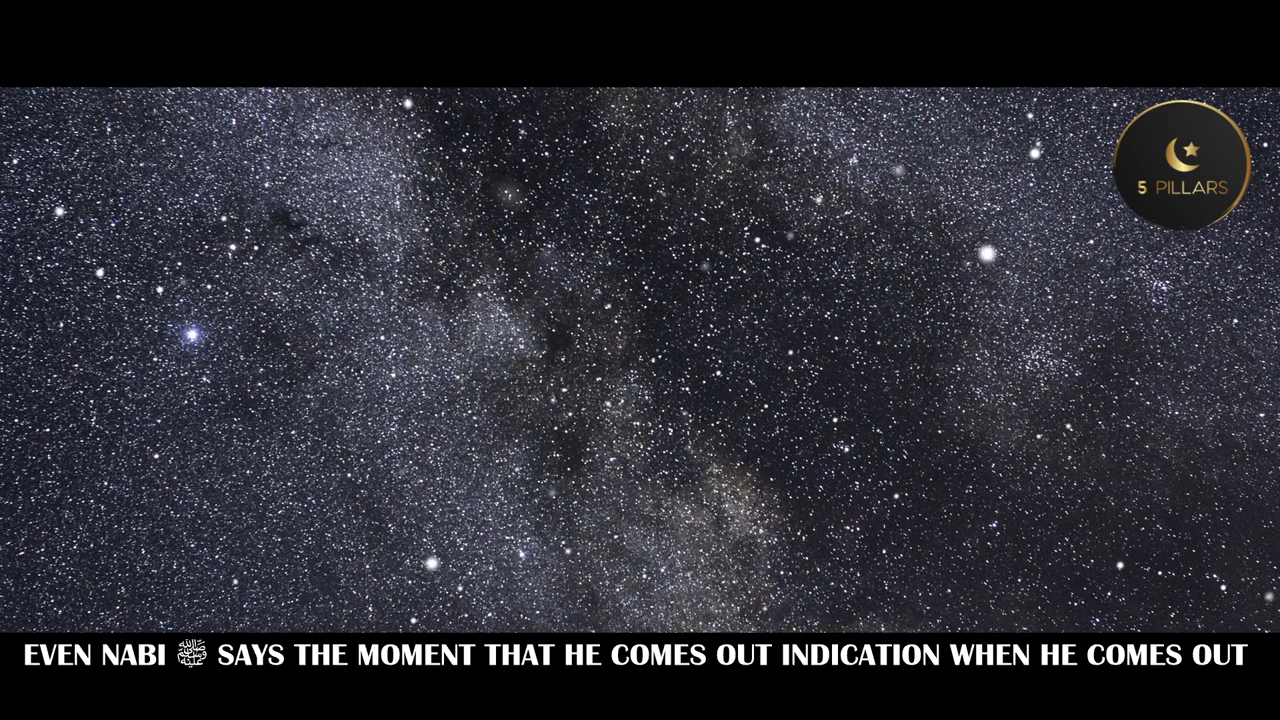 5 PILLARS
EVEN NABI ﷺ SAYS THE MOMENT THAT HE COMES OUT INDICATION WHEN HE COMES OUT